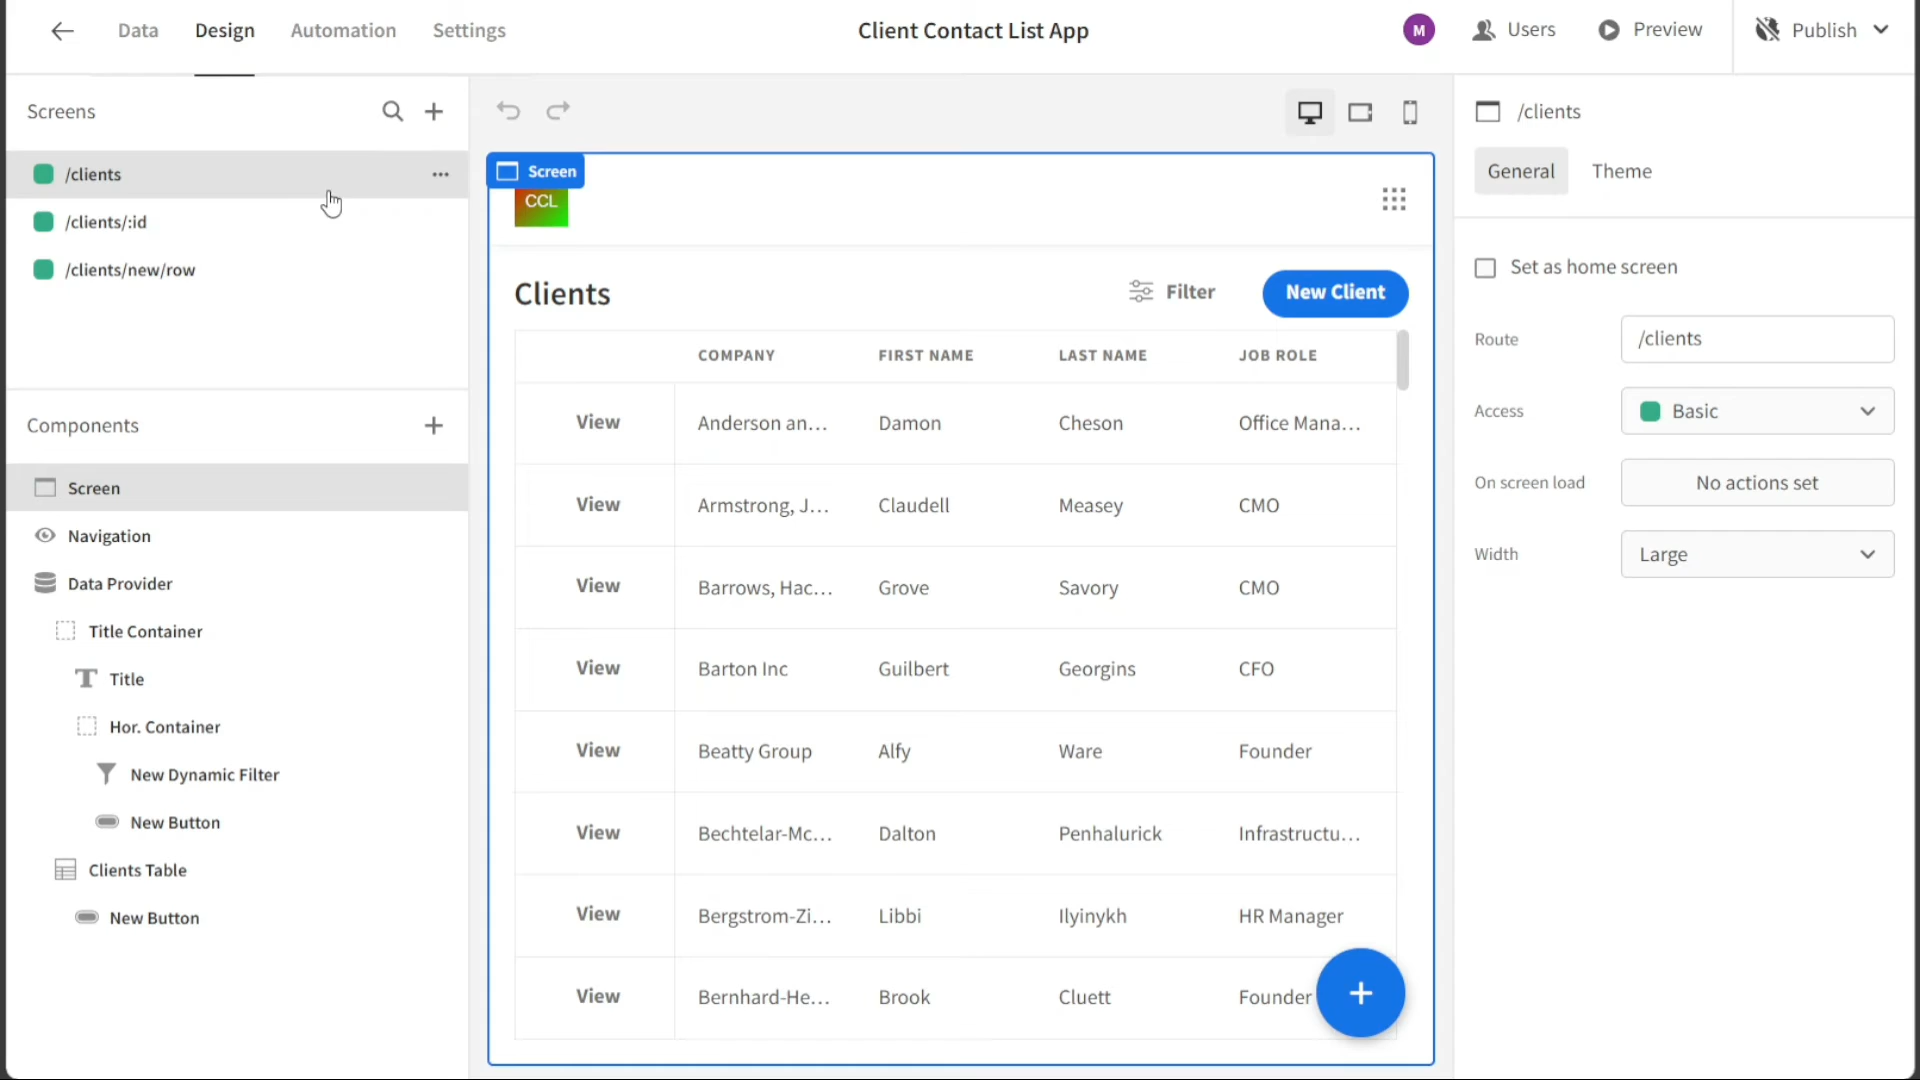 Data Design Automation Settings
Client Contact List App
M Users Preview Publish
Screens
/clients
/clients/:id
/clients/new/row
Components
Screen
Navigation
Data Provider
Title Container
Title
Hor. Container
New Dynamic Filter
New Button
Clients Table
New Button
Screen
CCL
Clients
Filter
New Client
COMPANY FIRST NAME LAST NAME JOB ROLE
View Anderson an... Damon Cheson Office Mana...
View Armstrong, J... Claudell Measey CMO
View Barrows, Hac... Grove Savory CMO
View Barton Inc Guilbert Georgins CFO
View Beatty Group Alfy Ware Founder
View Bechtelar-Mc... Dalton Penhalurick Infrastructu...
View Bergstrom-Zi... Libbi Ilyinykh HR Manager
View Bernhard-He... Brook Cluett Founder
/clients
General Theme
Set as home screen
Route /clients
Access Basic
On screen load No actions set
Width Large